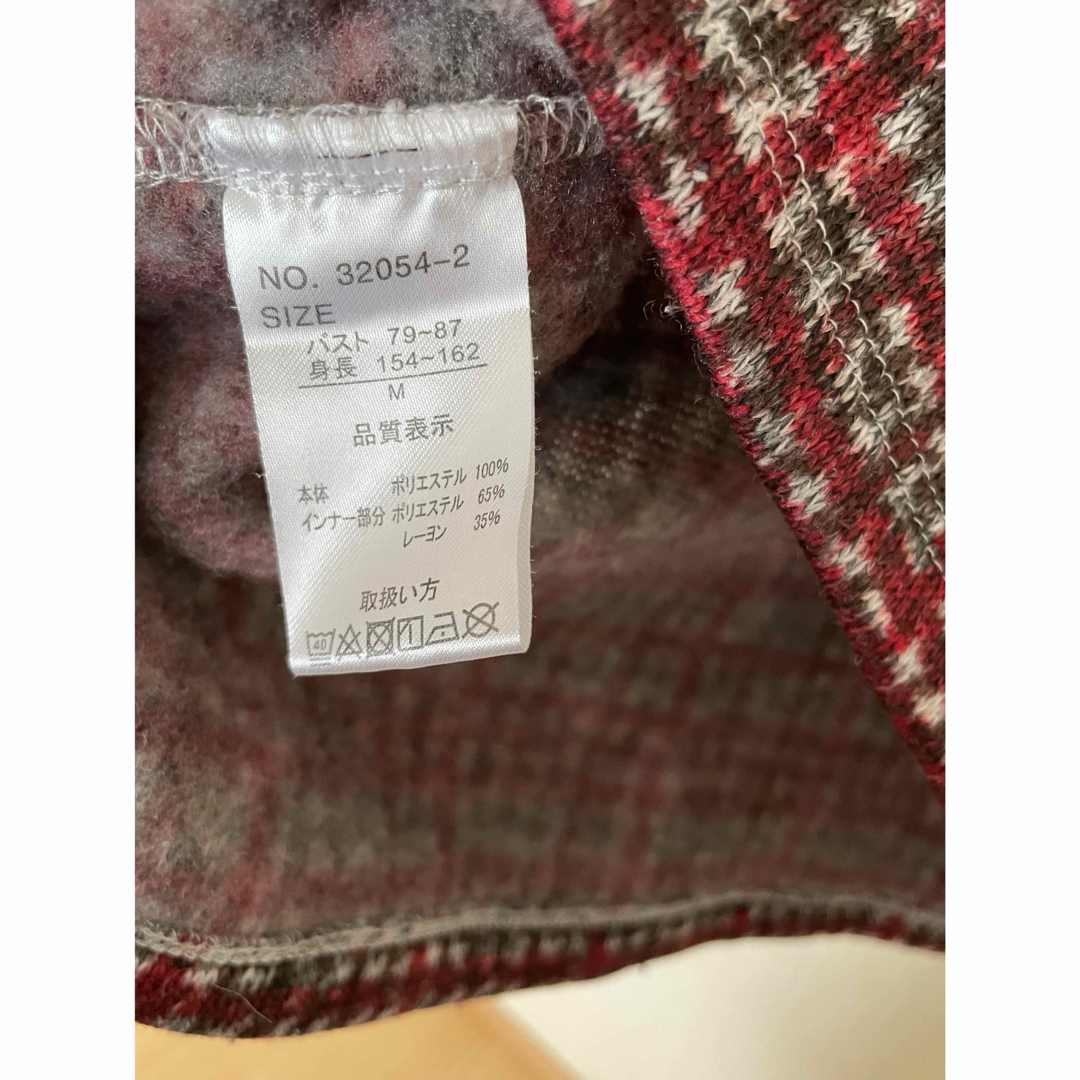 NO. 32054-2
SIZE
バスト 79~87
身長 154~162
M
品質表示
本体 ポリエステル 100%
インナー部分 ポリエステル 65%
レーヨン 35%
取扱い方
40